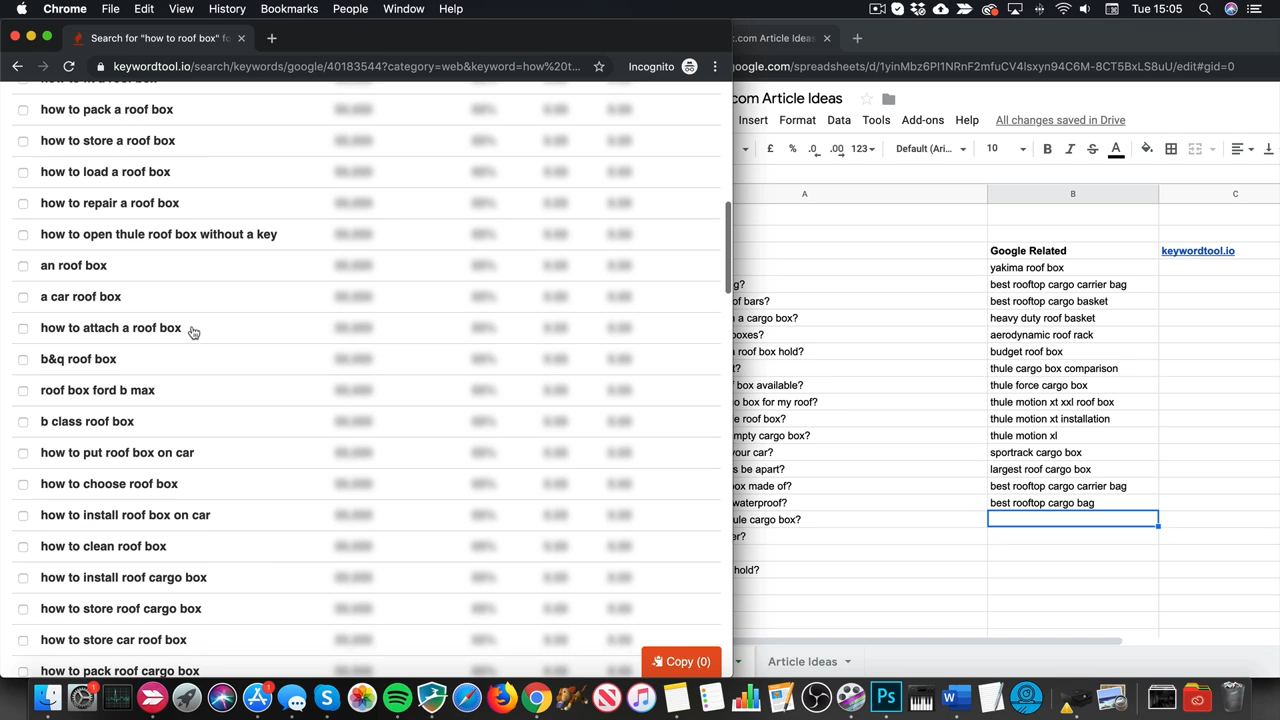 Chrome File Edit View History Bookmarks People Window Help Tue 15:05
Search for "how to roof box" f
.com Article Ideas
keywordtool.io/search/keywords/google/40183544?category=web&keyword=how%20t... Incognito
google.com/spreadsheets/d/1yinMbz6Pl1NRnF2mfuCV4lsxyn94C6M-8CT5BxLS8uU/edit#gid=0
.com Article Ideas
Insert Format Data Tools Add-ons Help All changes saved in Drive
£ % .0 .00 123 Default (Ari... 10 B I S A
A B C
how to pack a roof box
how to store a roof box
how to load a roof box
how to repair a roof box
how to open thule roof box without a key
an roof box
a car roof box
how to attach a roof box
b&q roof box
roof box ford b max
b class roof box
how to put roof box on car
how to choose roof box
how to install roof box on car
how to clean roof box
how to install roof cargo box
how to store roof cargo box
how to store car roof box
how to pack roof cargo box
Copy (0)
Google Related keywordtool.io
yakima roof box
g? best rooftop cargo carrier bag
of bars? best rooftop cargo basket
n a cargo box? heavy duty roof basket
boxes? aerodynamic roof rack
a roof box hold? budget roof box
t? thule cargo box comparison
f box available? thule force cargo box
o box for my roof? thule motion xt xxl roof box
e roof box? thule motion xt installation
mpty cargo box? thule motion xl
your car? sportrack cargo box
s be apart? largest roof cargo box
box made of? best rooftop cargo carrier bag
waterproof? best rooftop cargo bag
ule cargo box?
er?
hold?
Article Ideas